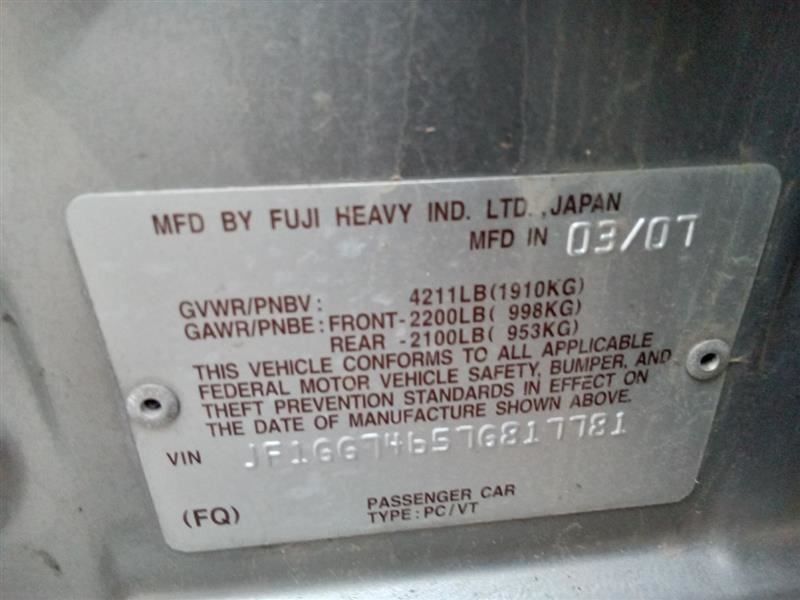 MFD BY FUJI HEAVY IND. LTD.,JAPAN
MFD IN 03/07
GVWR/PNBV: 4211LB(1910KG)
GAWR/PNBE: FRONT-2200LB( 998KG)
REAR -2100LB( 953KG)
THIS VEHICLE CONFORMS TO ALL APPLICABLE
FEDERAL MOTOR VEHICLE SAFETY, BUMPER, AND
THEFT PREVENTION STANDARDS IN EFFECT ON
THE DATE OF MANUFACTURE SHOWN ABOVE.
VIN JF1GG74657G817781
(FQ) PASSENGER CAR
TYPE: PC/VT